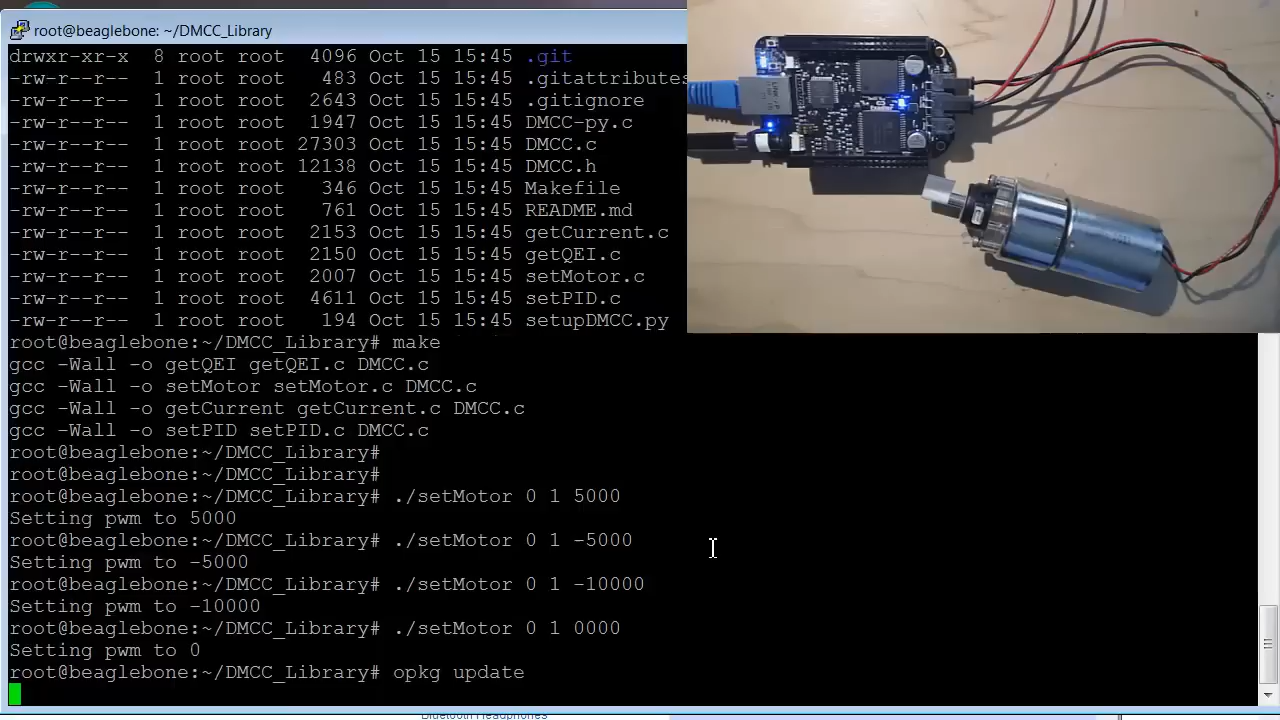 root@beaglebone: ~/DMCC_Library
drwxrwxr-x 8 root root 4096 Oct 15 15:45 .git
-rw-r--r-- 1 root root 483 Oct 15 15:45 .gitattributes
-rw-r--r-- 1 root root 2643 Oct 15 15:45 .gitignore
-rw-r--r-- 1 root root 1947 Oct 15 15:45 DMCC-py.c
-rw-r--r-- 1 root root 27303 Oct 15 15:45 DMCC.c
-rw-r--r-- 1 root root 12138 Oct 15 15:45 DMCC.h
-rw-r--r-- 1 root root 346 Oct 15 15:45 Makefile
-rw-r--r-- 1 root root 761 Oct 15 15:45 README.md
-rw-r--r-- 1 root root 2153 Oct 15 15:45 getCurrent.c
-rw-r--r-- 1 root root 2150 Oct 15 15:45 getQEI.c
-rw-r--r-- 1 root root 2007 Oct 15 15:45 setMotor.c
-rw-r--r-- 1 root root 4611 Oct 15 15:45 setPID.c
-rw-r--r-- 1 root root 194 Oct 15 15:45 setupDMCC.py
root@beaglebone:~/DMCC_Library# make
gcc -Wall -o getQEI getQEI.c DMCC.c
gcc -Wall -o setMotor setMotor.c DMCC.c
gcc -Wall -o getCurrent getCurrent.c DMCC.c
gcc -Wall -o setPID setPID.c DMCC.c
root@beaglebone:~/DMCC_Library#
root@beaglebone:~/DMCC_Library#
root@beaglebone:~/DMCC_Library# ./setMotor 0 1 5000
Setting pwm to 5000
root@beaglebone:~/DMCC_Library# ./setMotor 0 1 -5000
Setting pwm to -5000
root@beaglebone:~/DMCC_Library# ./setMotor 0 1 -10000
Setting pwm to -10000
root@beaglebone:~/DMCC_Library# ./setMotor 0 1 0000
Setting pwm to 0
root@beaglebone:~/DMCC_Library# opkg update
Bluetooth Headphones